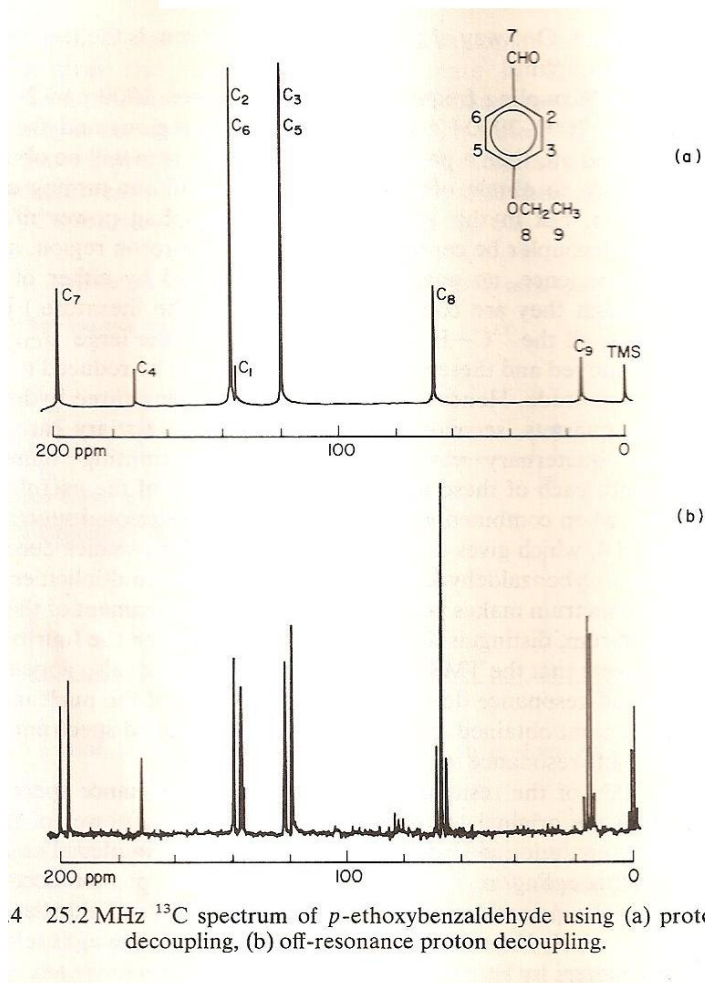 7
CHO
6
2
5
3
OCH₂CH₃
8 9
(a)
C₂
C₆
C₃
C₅
C₇
C₄
C₁
C₈
C₉
TMS
200 ppm
100
0
(b)
200 ppm
100
0
.4 25.2 MHz ¹³C spectrum of p-ethoxybenzaldehyde using (a) prot
decoupling, (b) off-resonance proton decoupling.